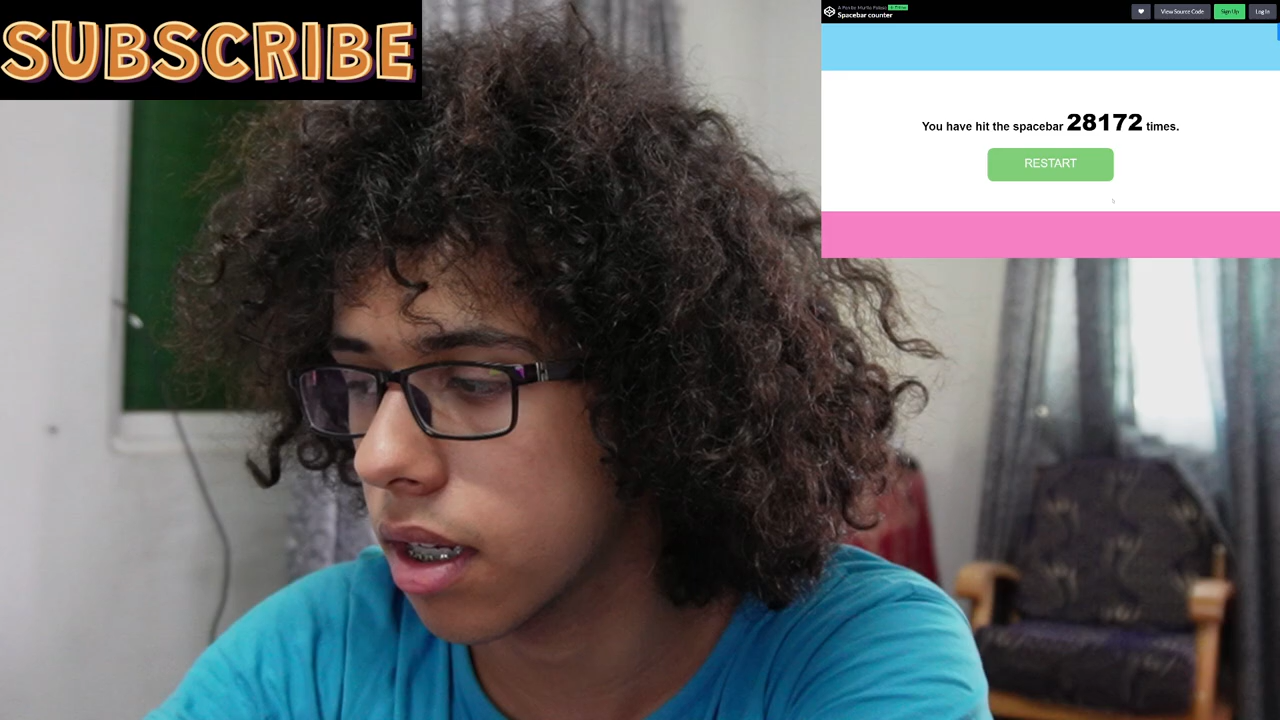 SUBSCRIBE
Spacebar counter
View Source Code
Sign Up
Log In
You have hit the spacebar 28172 times.
RESTART